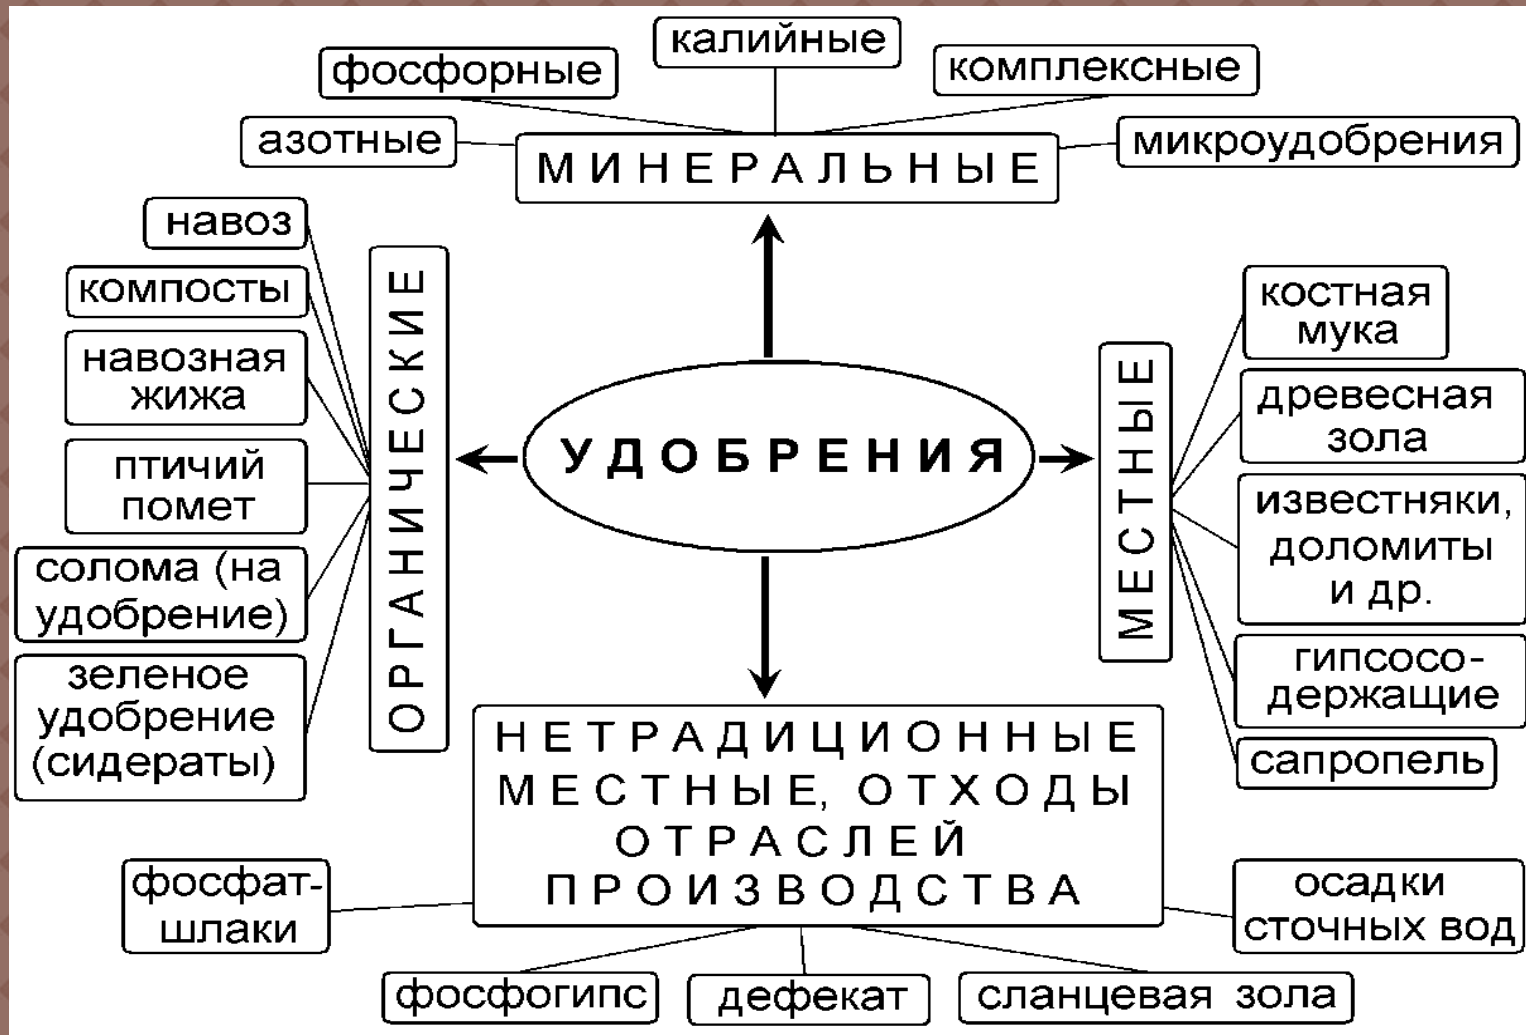 калийные
фосфорные
комплексные
азотные
микроудобрения
МИНЕРАЛЬНЫЕ
навоз
компосты
навозная
жижа
птичий
помет
солома (на
удобрение)
зеленое
удобрение
(сидераты)
ОРГАНИЧЕСКИЕ
УДОБРЕНИЯ
МЕСТНЫЕ
костная
мука
древесная
зола
известняки,
доломиты
и др.
гипсосо-
держащие
сапропель
НЕТРАДИЦИОННЫЕ
МЕСТНЫЕ, ОТХОДЫ
ОТРАСЛЕЙ
ПРОИЗВОДСТВА
фосфат-
шлаки
фосфогипс
дефекат
сланцевая зола
осадки
сточных вод